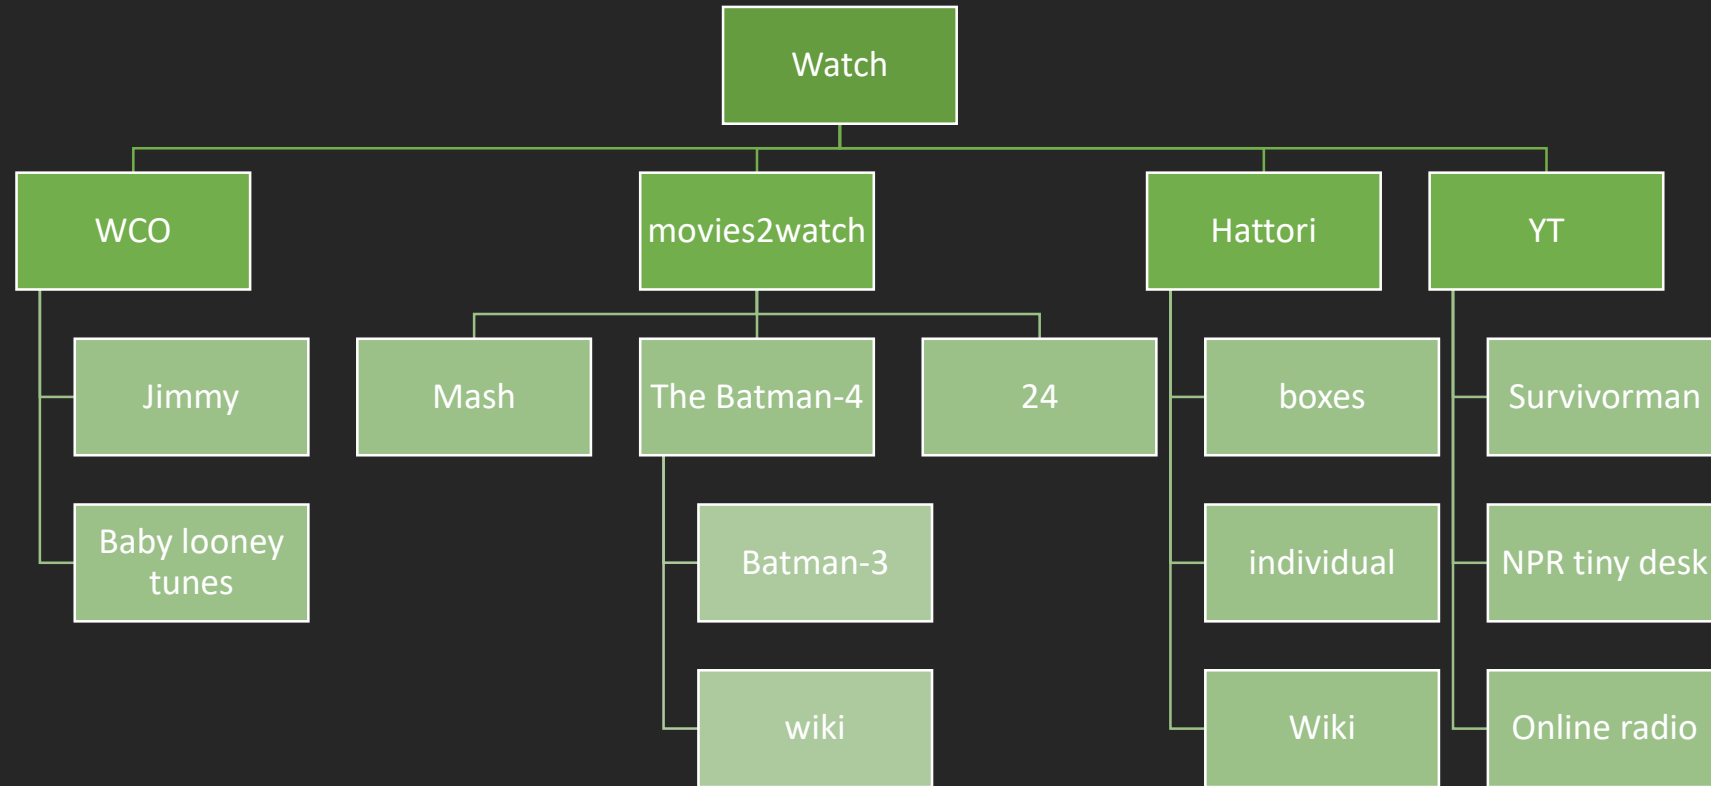 Watch
WCO
movies2watch
Hattori
YT
Jimmy
Mash
The Batman-4
24
boxes
Survivorman
Baby looney
tunes
Batman-3
individual
NPR tiny desk
wiki
Wiki
Online radio